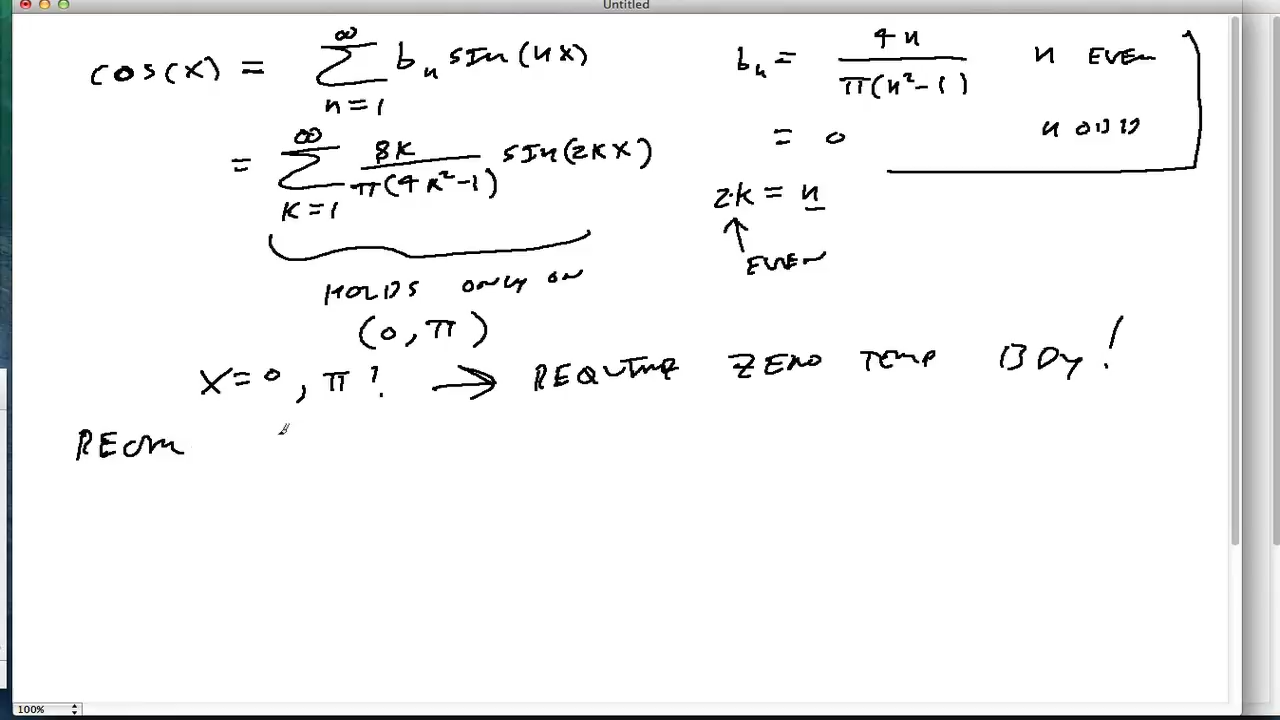 Untitled
cos(x) = ∞ Σ n=1 b_n sin(nx) b_n = 4n / π(n²-1) n EVEN
= 0 n ODD
= ∞ Σ k=1 8k / π(4k²-1) sin(2kx)
2·k = n
EVEN
HOLDS ONLY ON
(0, π)
x=0, π? → REQUIRE ZERO TEMP BDY!
100%